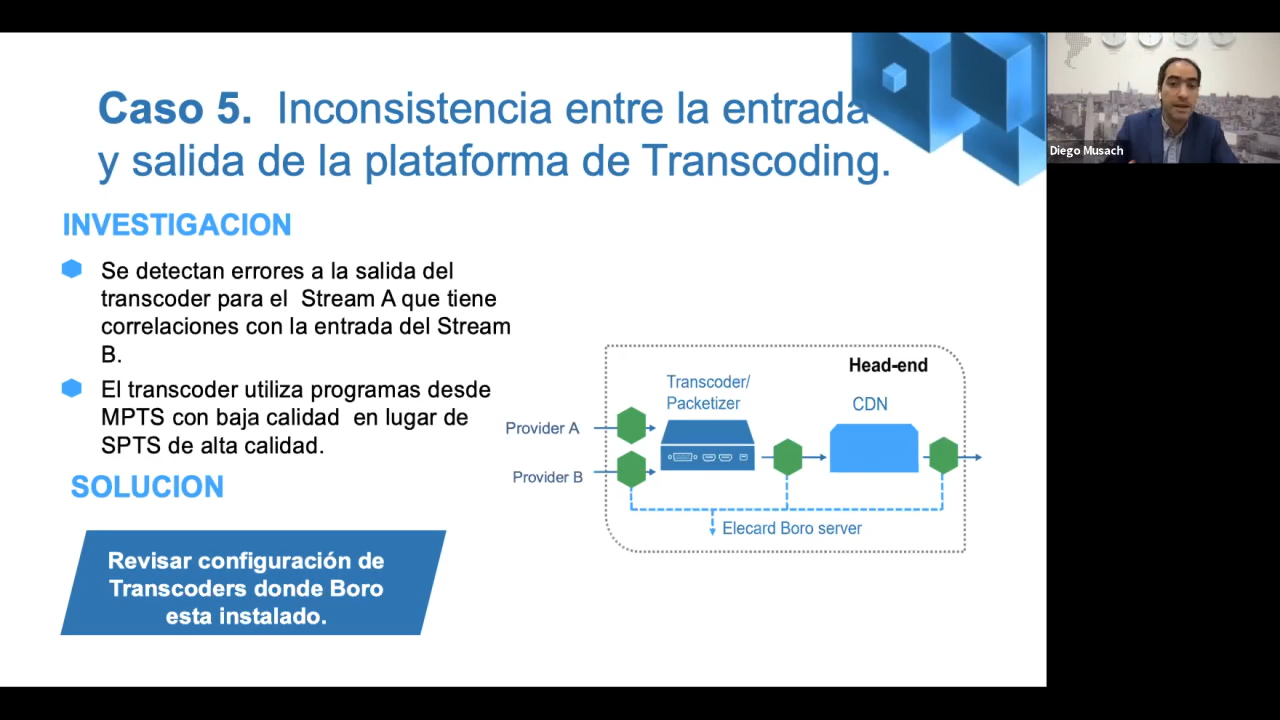 Caso 5. Inconsistencia entre la entrada
y salida de la plataforma de Transcoding.
INVESTIGACION
Se detectan errores a la salida del
transcoder para el Stream A que tiene
correlaciones con la entrada del Stream
B.
El transcoder utiliza programas desde
MPTS con baja calidad en lugar de
SPTS de alta calidad.
SOLUCION
Revisar configuración de
Transcoders donde Boro
esta instalado.
Head-end
Transcoder/
Packetizer
CDN
Provider A
Provider B
Elecard Boro server
Diego Musach